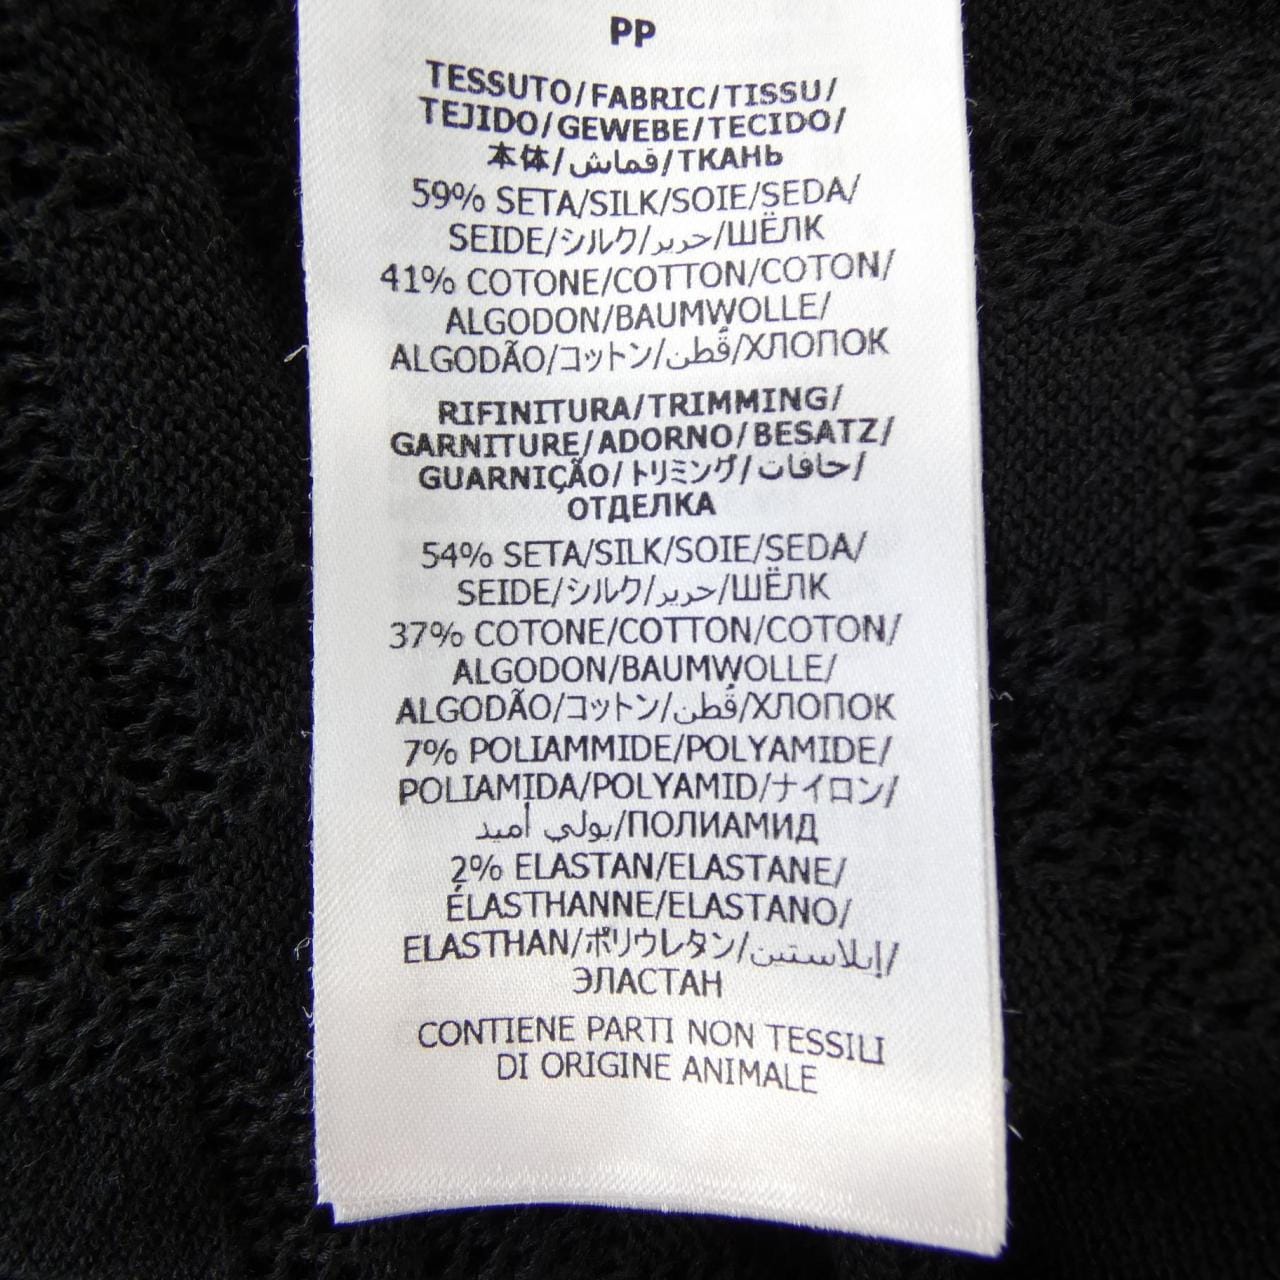 PP
TESSUTO/FABRIC/TISSU/
TEJIDO/GEWEBE/TECIDO/
本体/قماش/ТКАНЬ
59% SETA/SILK/SOIE/SEDA/
SEIDE/シルク/حرير/ШЁЛК
41% COTONE/COTTON/COTON/
ALGODON/BAUMWOLLE/
ALGODÃO/コットン/قطن/ХЛОПОК
RIFINITURA/TRIMMING/
GARNITURE/ADORNO/BESATZ/
GUARNIÇÃO/トリミング/حافات/
ОТДЕЛКА
54% SETA/SILK/SOIE/SEDA/
SEIDE/シルク/حرير/ШЁЛК
37% COTONE/COTTON/COTON/
ALGODON/BAUMWOLLE/
ALGODÃO/コットン/قطن/ХЛОПОК
7% POLIAMMIDE/POLYAMIDE/
POLIAMIDA/POLYAMID/ナイロン/
بولي أميد/ПОЛИАМИД
2% ELASTAN/ELASTANE/
ÉLASTHANNE/ELASTANO/
ELASTHAN/ポリウレタン/إيلاستين/
ЭЛАСТАН
CONTIENE PARTI NON TESSILI
DI ORIGINE ANIMALE